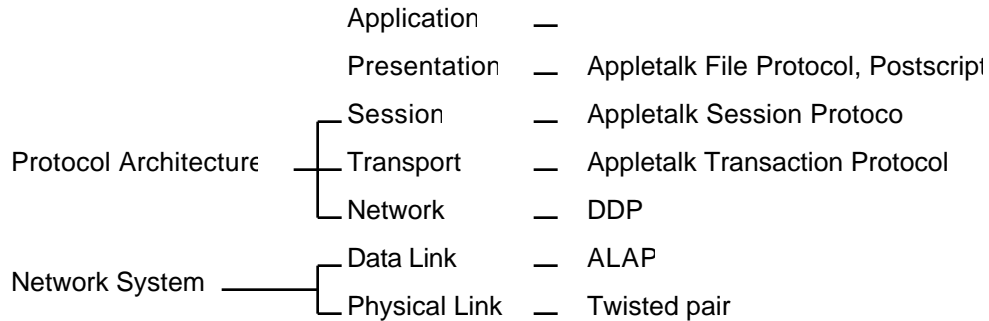 Application —
Presentation — Appletalk File Protocol, Postscript
Session — Appletalk Session Protoco
Protocol Architecture Transport — Appletalk Transaction Protocol
Network — DDP
Data Link — ALAP
Network System
Physical Link — Twisted pair